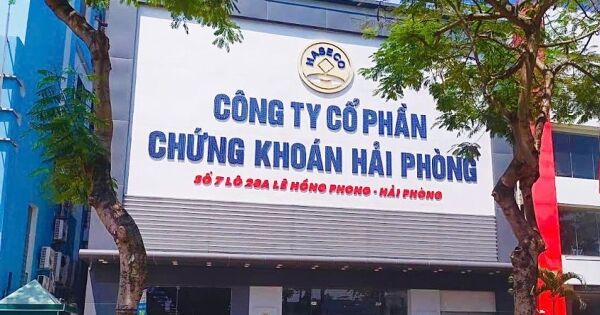 HASECO
CÔNG TY CỔ PHẦN
CHỨNG KHOÁN HẢI PHÒNG
SỐ 7 LÔ 28A LÊ HỒNG PHONG - HẢI PHÒNG